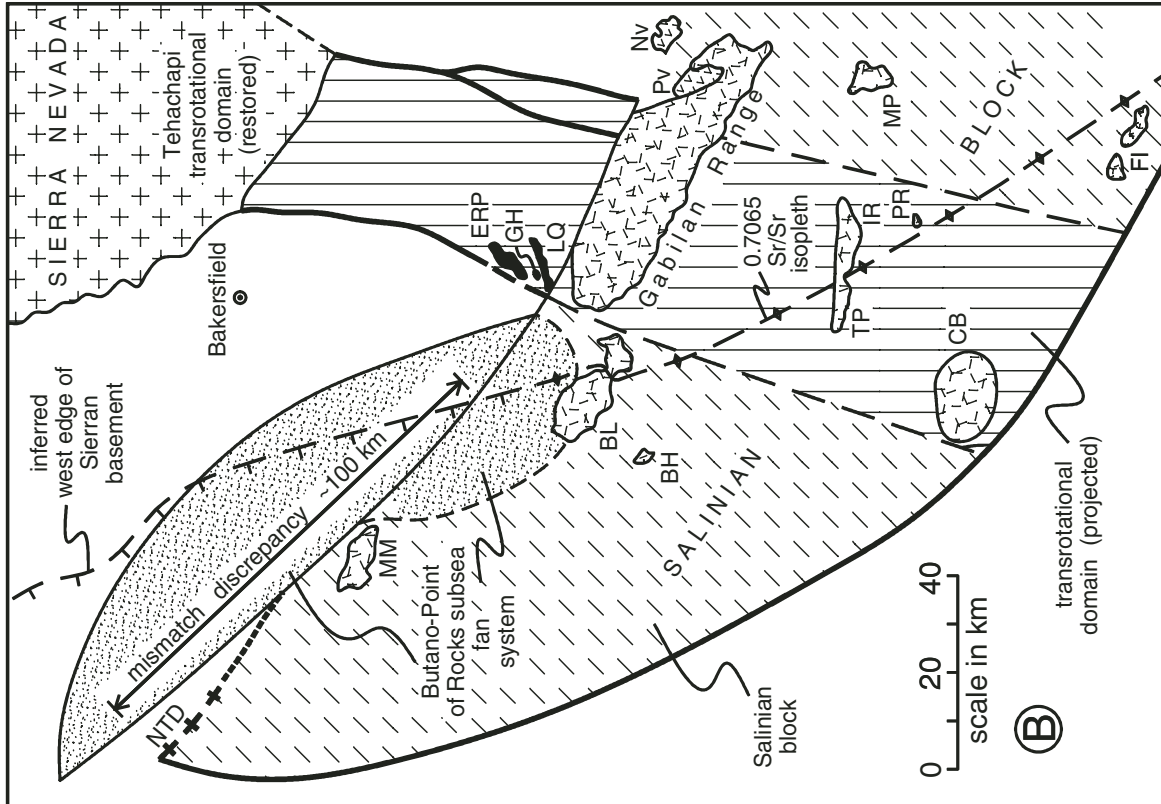 SIERRA NEVADA
Tehachapi
transrotational
domain
(restored)
Bakersfield
inferred
west edge of
Sierran
basement
mismatch discrepancy ~100 km
NTD
MM
Butano-Point
of Rocks subsea
fan
system
ERP
GH
LQ
Gabilan Range
Pv
Nv
MP
BL
BH
0.7065
Sr/Sr
isopleth
TP
IR
PR
CB
FI
SALINIAN
BLOCK
Salinian
block
transrotational
domain (projected)
0
20
40
scale in km
B